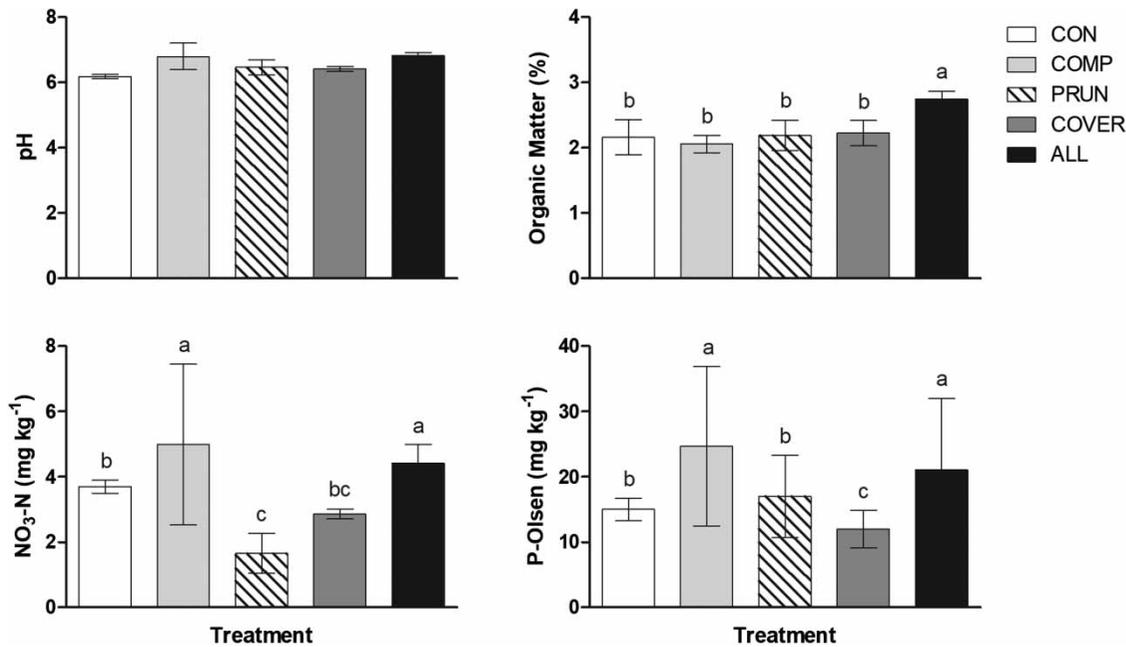 pH
8
6
4
2
0
Organic Matter (%)
4
3
2
1
0
b
b
b
b
a
CON
COMP
PRUN
COVER
ALL
NO3-N (mg kg-1)
8
6
4
2
0
b
a
c
bc
a
Treatment
P-Olsen (mg kg-1)
40
30
20
10
0
b
a
b
c
a
Treatment